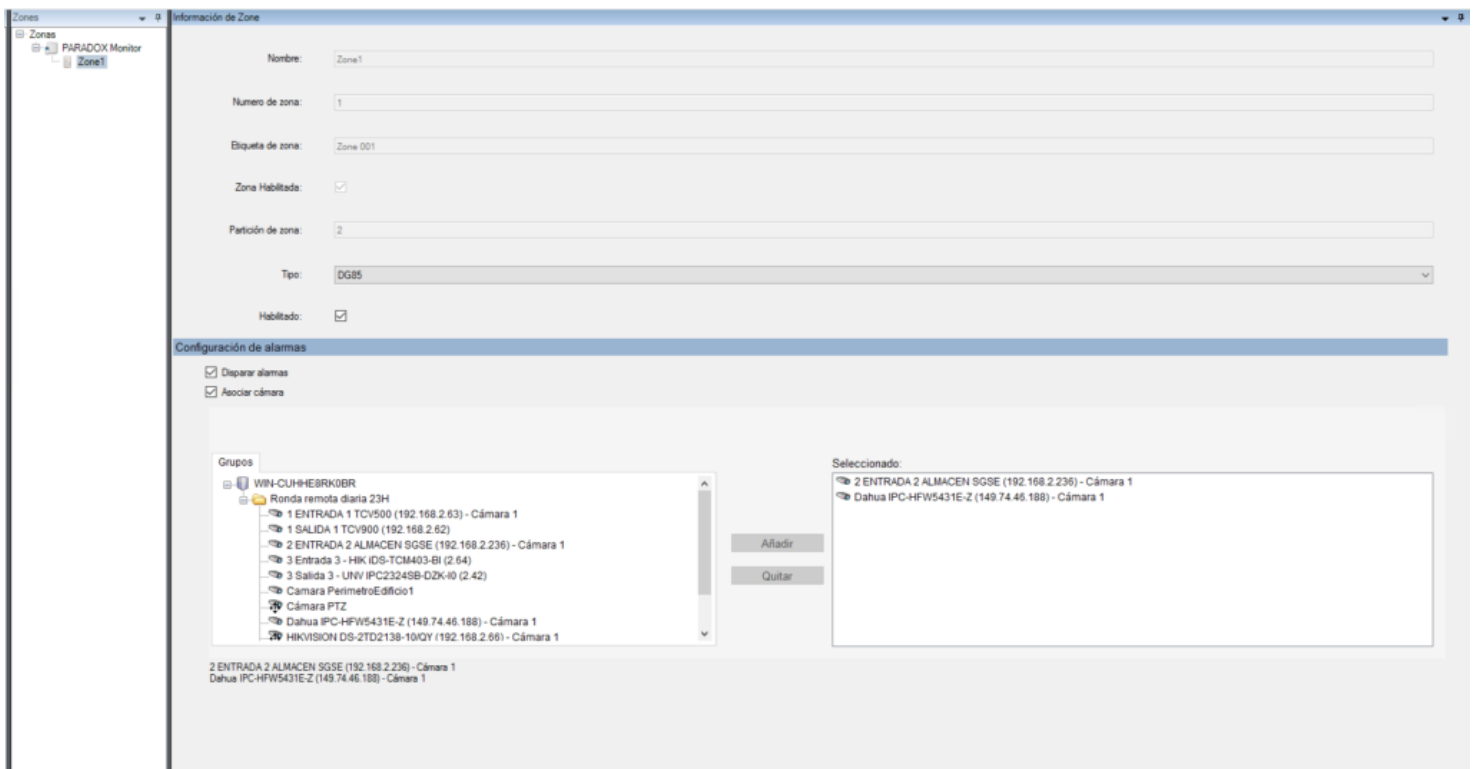 Zones
Zonas
PARADOX Monitor
Zone1
Información de Zone
Nombre:
Zone1
Numero de zona:
1
Etiqueta de zona:
Zone 001
Zona Habilitada:
Partición de zona:
2
Tipo:
DG85
Habilitado:
Configuración de alarmas
Disparar alarmas
Asociar cámara
Grupos
WIN-CUHHE8RK0BR
Ronda remota diaria 23H
1 ENTRADA 1 TCV500 (192.168.2.63) - Cámara 1
1 SALIDA 1 TCV900 (192.168.2.62)
2 ENTRADA 2 ALMACEN SGSE (192.168.2.236) - Cámara 1
3 Entrada 3 - HIK iDS-TCM403-BI (2.64)
3 Salida 3 - UNV IPC2324SB-DZK-I0 (2.42)
Camara PerimetroEdificio1
Cámara PTZ
Dahua IPC-HFW5431E-Z (149.74.46.188) - Cámara 1
HIKVISION DS-2TD2138-10/QY (192.168.2.66) - Cámara 1
Añadir
Quitar
Seleccionado:
2 ENTRADA 2 ALMACEN SGSE (192.168.2.236) - Cámara 1
Dahua IPC-HFW5431E-Z (149.74.46.188) - Cámara 1
2 ENTRADA 2 ALMACEN SGSE (192.168.2.236) - Cámara 1
Dahua IPC-HFW5431E-Z (149.74.46.188) - Cámara 1